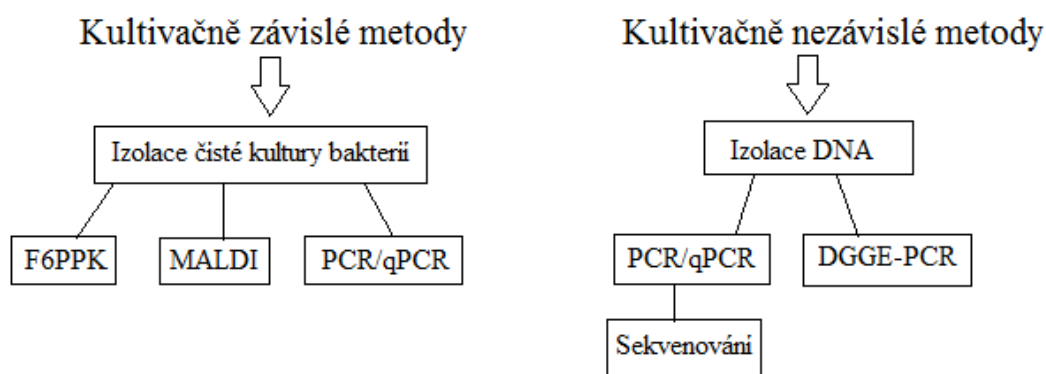 Kultivačně závislé metody
Kultivačně nezávislé metody
Izolace čisté kultury bakterií
Izolace DNA
F6PPK
MALDI
PCR/qPCR
PCR/qPCR
DGGE-PCR
Sekvenování